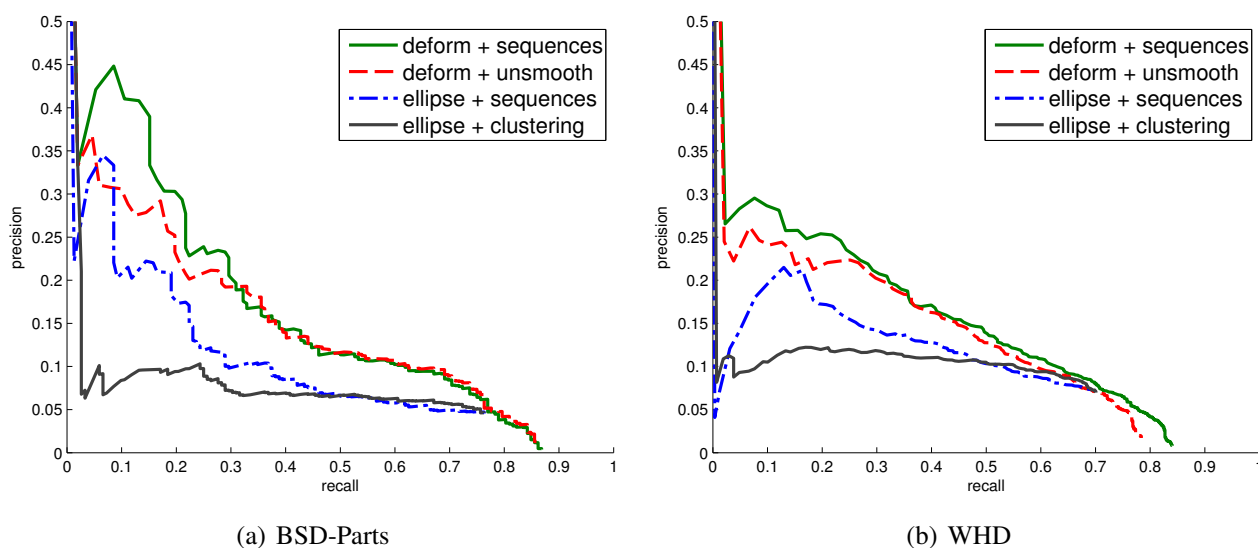 0.5
0.45
0.4
0.35
0.3
0.25
0.2
0.15
0.1
0.05
0
precision
deform + sequences
deform + unsmooth
ellipse + sequences
ellipse + clustering
0 0.1 0.2 0.3 0.4 0.5 0.6 0.7 0.8 0.9 1
recall
(a) BSD-Parts
0.5
0.45
0.4
0.35
0.3
0.25
0.2
0.15
0.1
0.05
0
precision
deform + sequences
deform + unsmooth
ellipse + sequences
ellipse + clustering
0 0.1 0.2 0.3 0.4 0.5 0.6 0.7 0.8 0.9 1
recall
(b) WHD